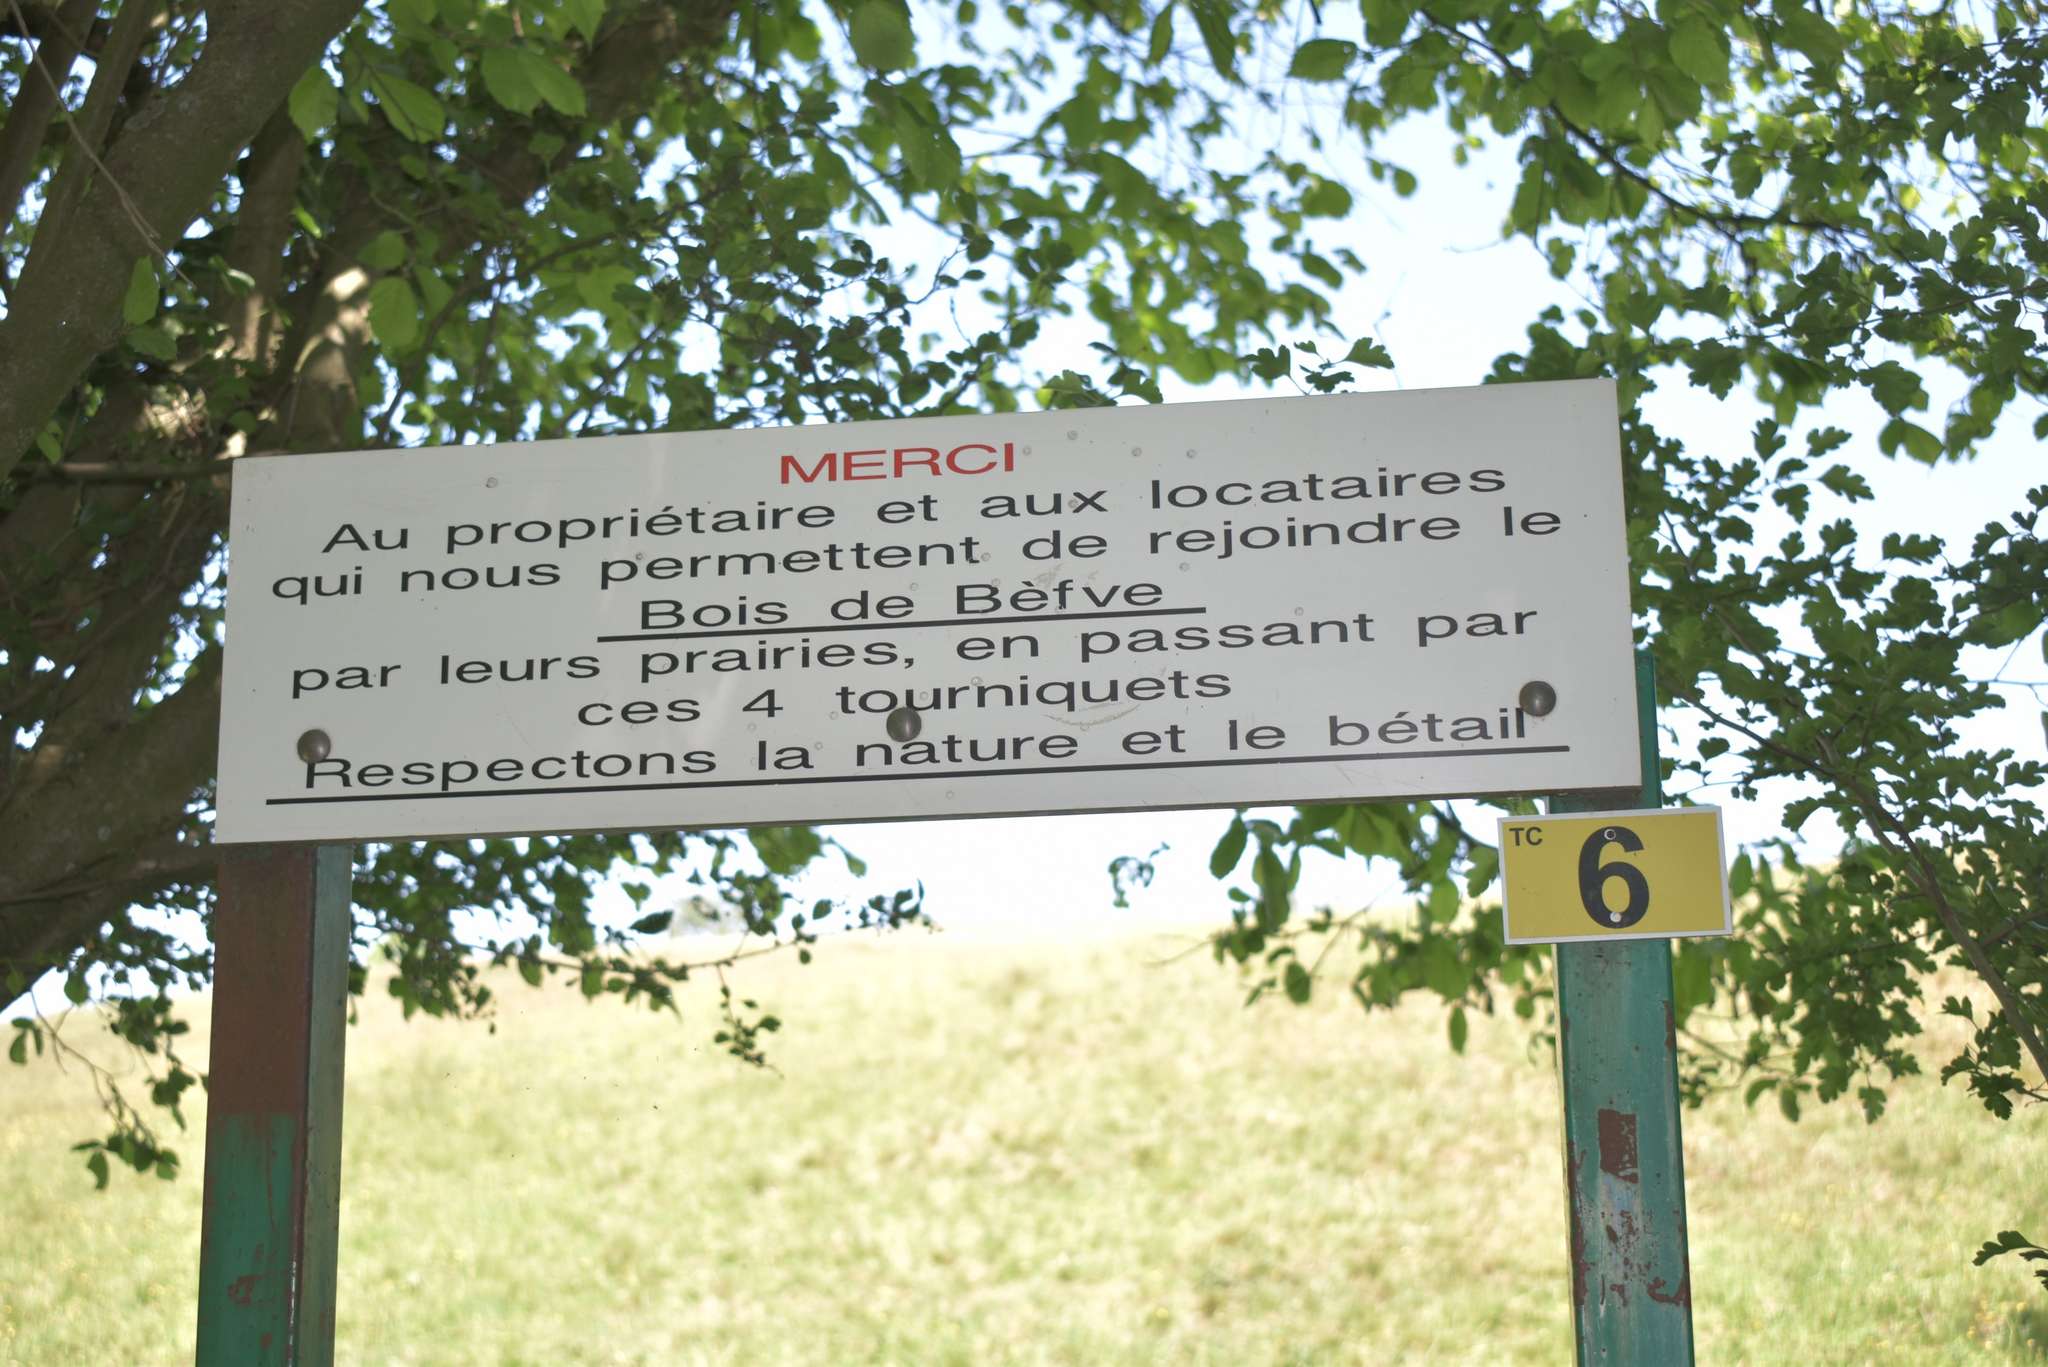 MERCI
Au propriétaire et aux locataires
qui nous permettent de rejoindre le
Bois de Bèfve
par leurs prairies, en passant par
ces 4 tourniquets
Respectons la nature et le bétail
TC
6